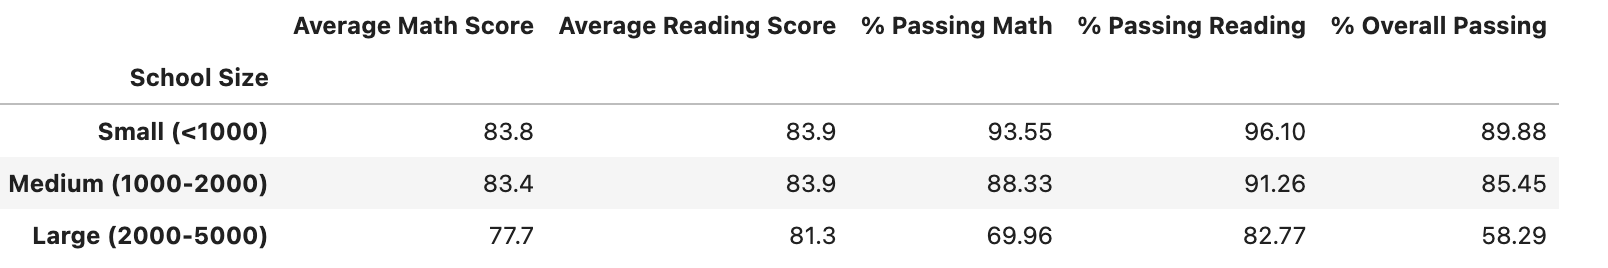 Average Math Score Average Reading Score % Passing Math % Passing Reading % Overall Passing
School Size
Small (<1000) 83.8 83.9 93.55 96.10 89.88
Medium (1000-2000) 83.4 83.9 88.33 91.26 85.45
Large (2000-5000) 77.7 81.3 69.96 82.77 58.29